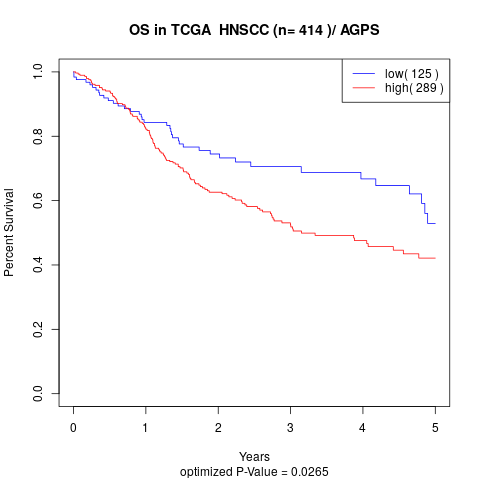 OS in TCGA  HNSCC (n= 414 )/ AGPS
low( 125 )
high( 289 )
Percent Survival
1.0
0.8
0.6
0.4
0.2
0.0
0 1 2 3 4 5
Years
optimized P-Value = 0.0265